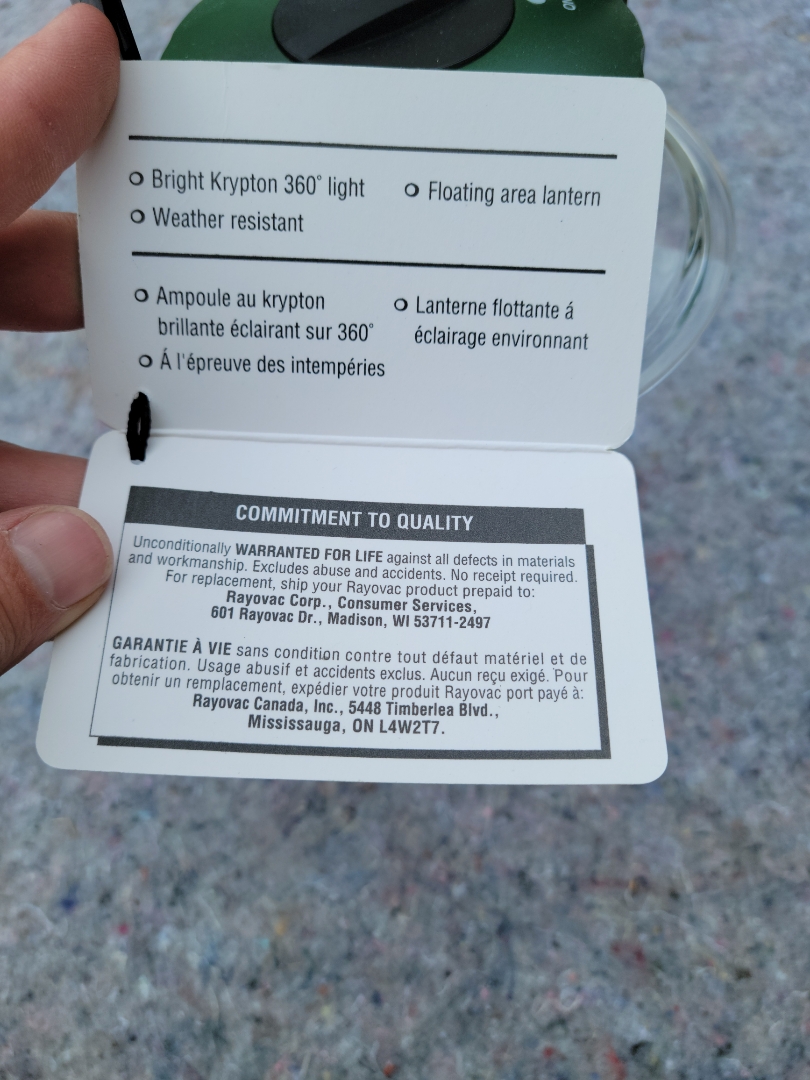 Bright Krypton 360° light
Weather resistant
Floating area lantern
Ampoule au krypton
brillante éclairant sur 360°
Á l'épreuve des intempéries
Lanterne flottante á
éclairage environnant
COMMITMENT TO QUALITY
Unconditionally WARRANTED FOR LIFE against all defects in materials
and workmanship. Excludes abuse and accidents. No receipt required.
For replacement, ship your Rayovac product prepaid to:
Rayovac Corp., Consumer Services,
601 Rayovac Dr., Madison, WI 53711-2497
GARANTIE À VIE sans condition contre tout défaut matériel et de
fabrication. Usage abusif et accidents exclus. Aucun reçu exigé. Pour
obtenir un remplacement, expédier votre produit Rayovac port payé à:
Rayovac Canada, Inc., 5448 Timberlea Blvd.,
Mississauga, ON L4W2T7.